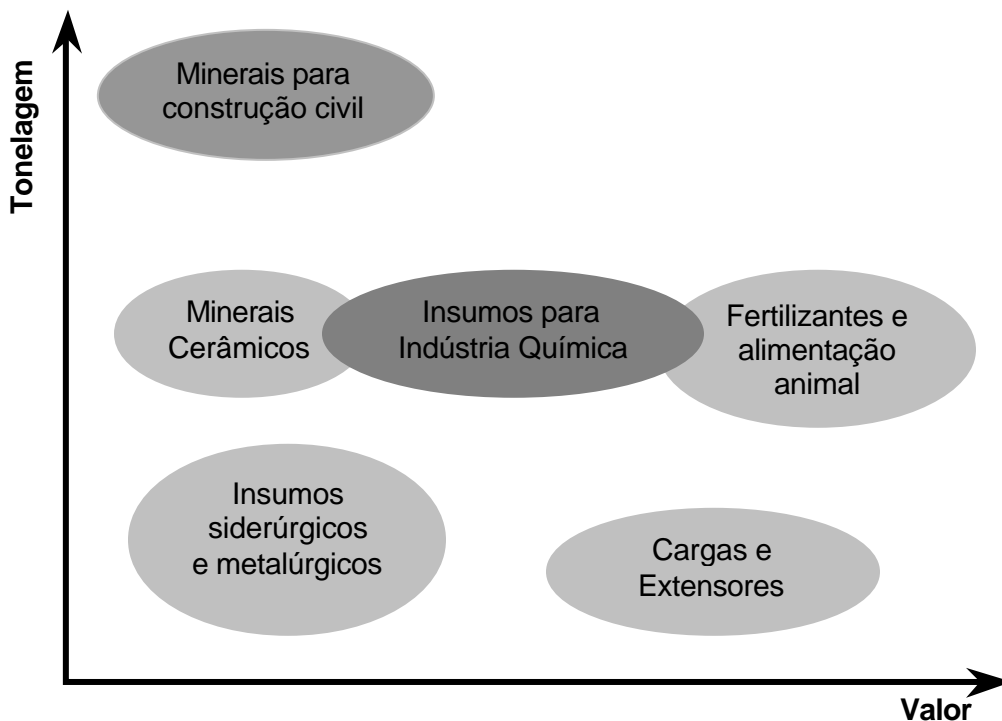 Tonelagem
Minerais para
construção civil
Minerais
Cerâmicos
Insumos para
Indústria Química
Fertilizantes e
alimentação
animal
Insumos
siderúrgicos
e metalúrgicos
Cargas e
Extensores
Valor